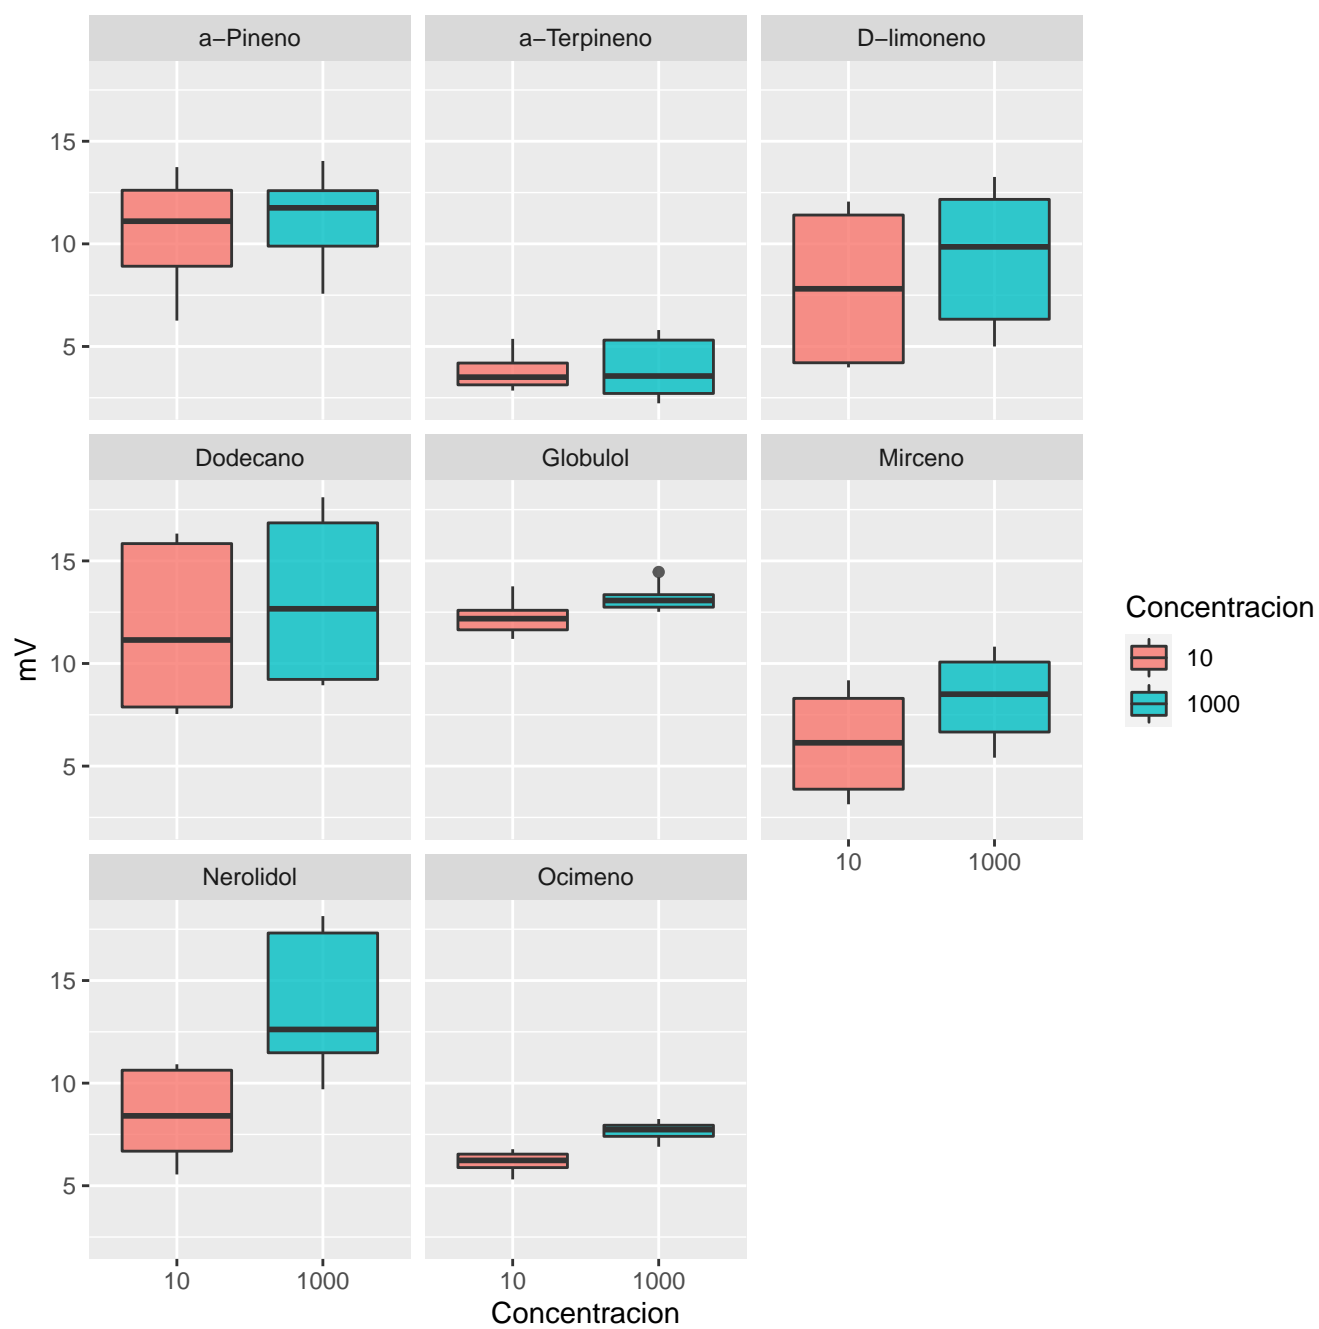 a−Pineno
a−Terpineno
D−limoneno
15
10
5
Dodecano
Globulol
Mirceno
15
10
5
10
1000
Nerolidol
Ocimeno
15
10
5
10
1000
10
1000
mV
Concentracion
Concentracion
10
1000